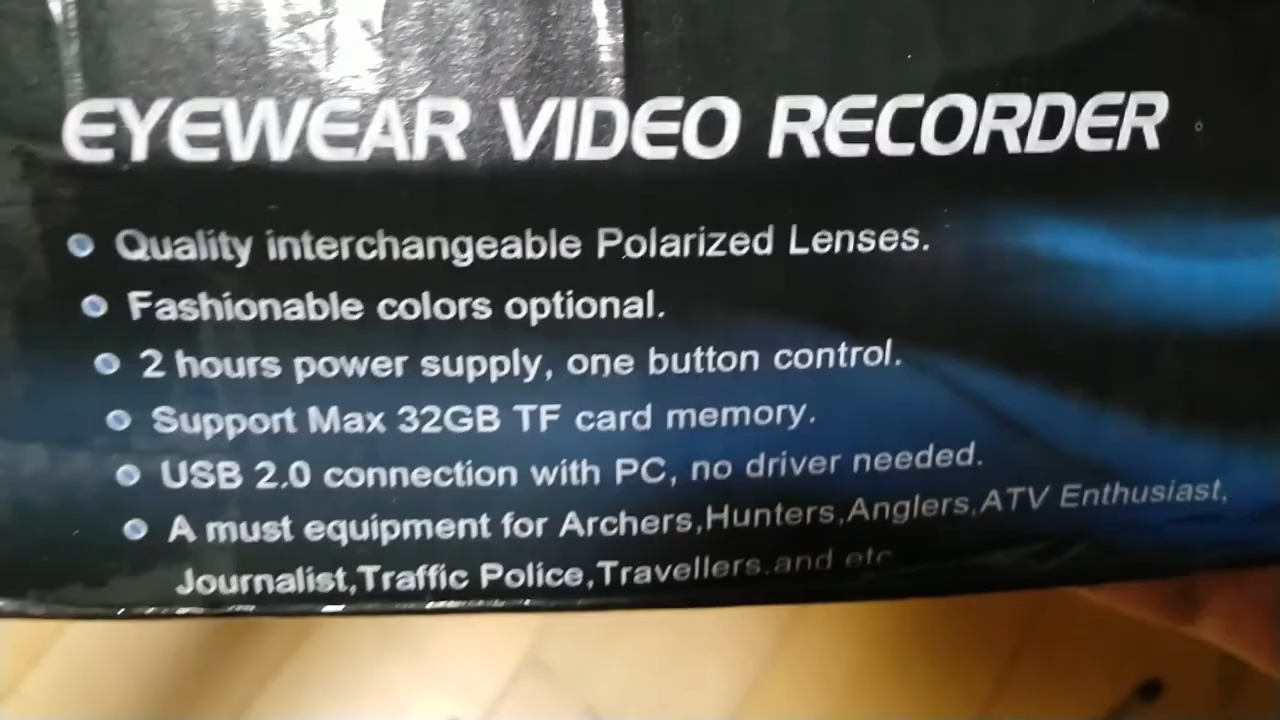 EYEWEAR VIDEO RECORDER
Quality interchangeable Polarized Lenses.
Fashionable colors optional.
2 hours power supply, one button control.
Support Max 32GB TF card memory.
USB 2.0 connection with PC, no driver needed.
A must equipment for Archers,Hunters,Anglers,ATV Enthusiast,
Journalist,Traffic Police,Travellers.and etc